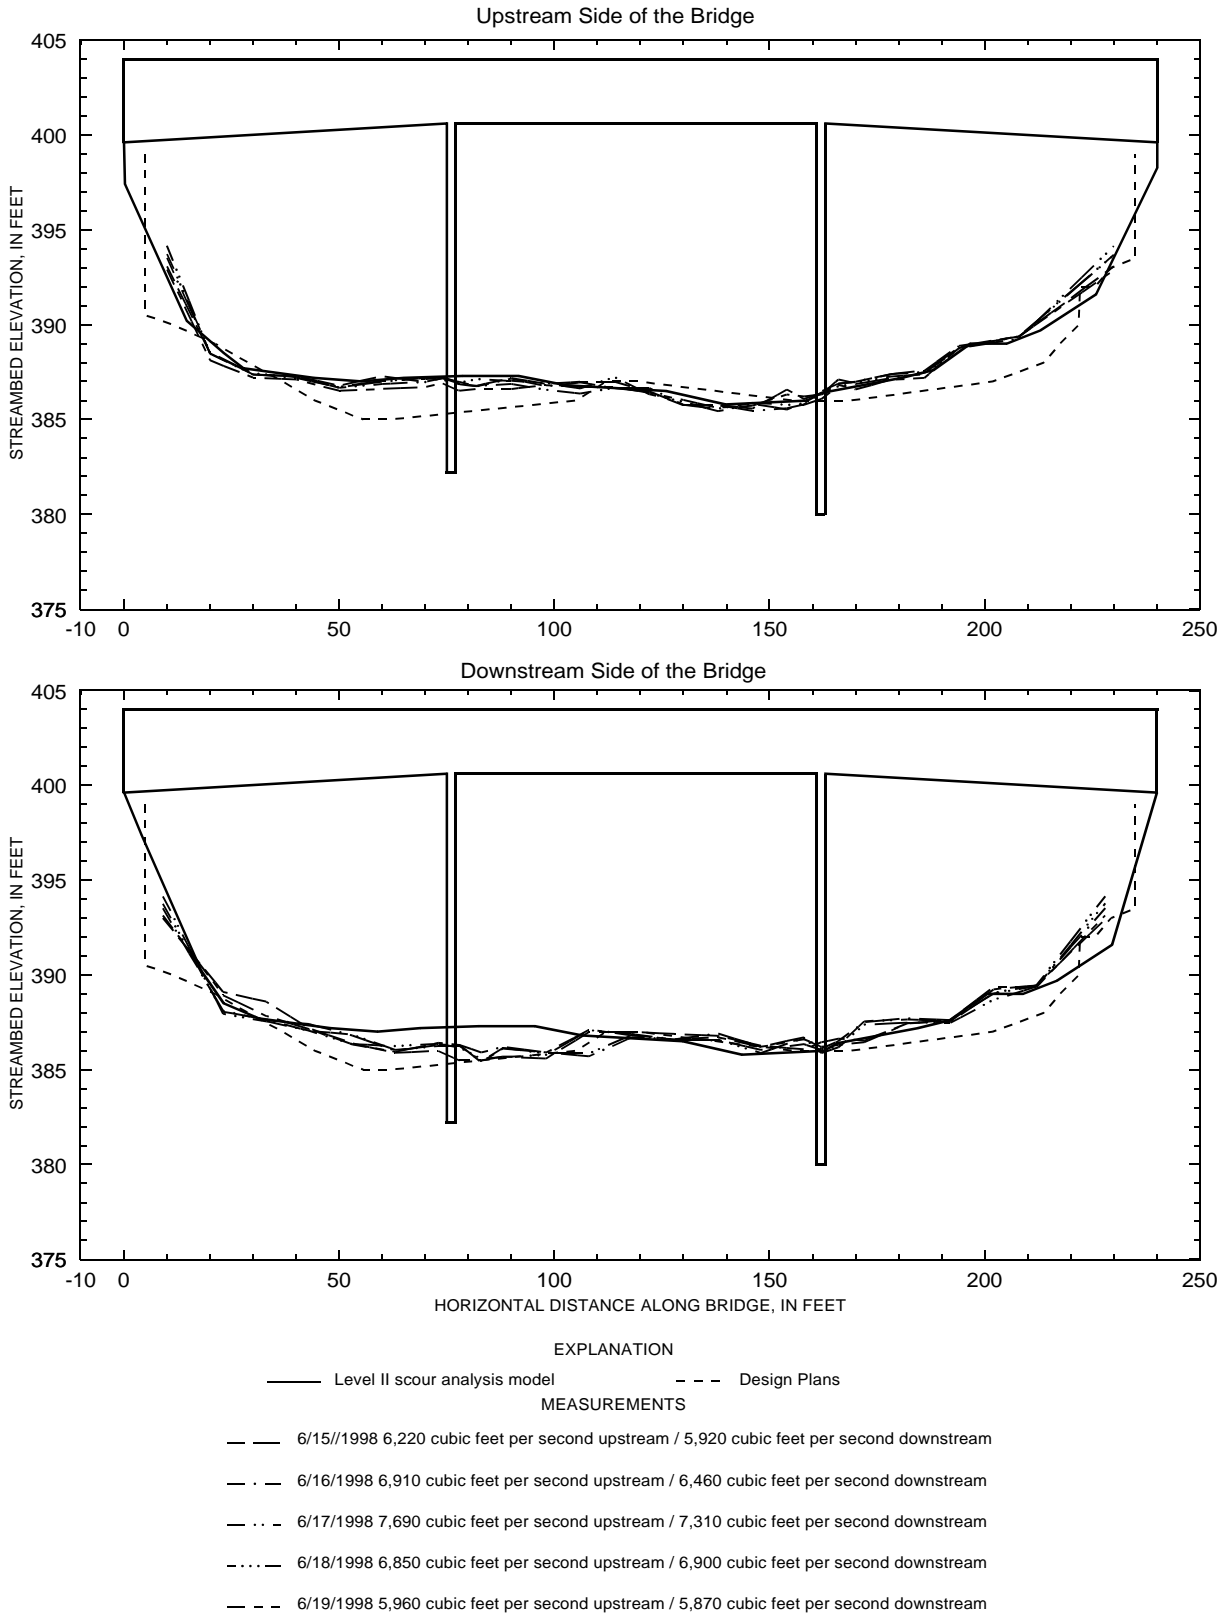 Upstream Side of the Bridge
405
400
395
390
385
380
375
STREAMBED ELEVATION, IN FEET
-10 0 50 100 150 200 250
Downstream Side of the Bridge
405
400
395
390
385
380
375
STREAMBED ELEVATION, IN FEET
-10 0 50 100 150 200 250
HORIZONTAL DISTANCE ALONG BRIDGE, IN FEET
EXPLANATION
Level II scour analysis model Design Plans
MEASUREMENTS
6/15//1998 6,220 cubic feet per second upstream / 5,920 cubic feet per second downstream
6/16/1998 6,910 cubic feet per second upstream / 6,460 cubic feet per second downstream
6/17/1998 7,690 cubic feet per second upstream / 7,310 cubic feet per second downstream
6/18/1998 6,850 cubic feet per second upstream / 6,900 cubic feet per second downstream
6/19/1998 5,960 cubic feet per second upstream / 5,870 cubic feet per second downstream